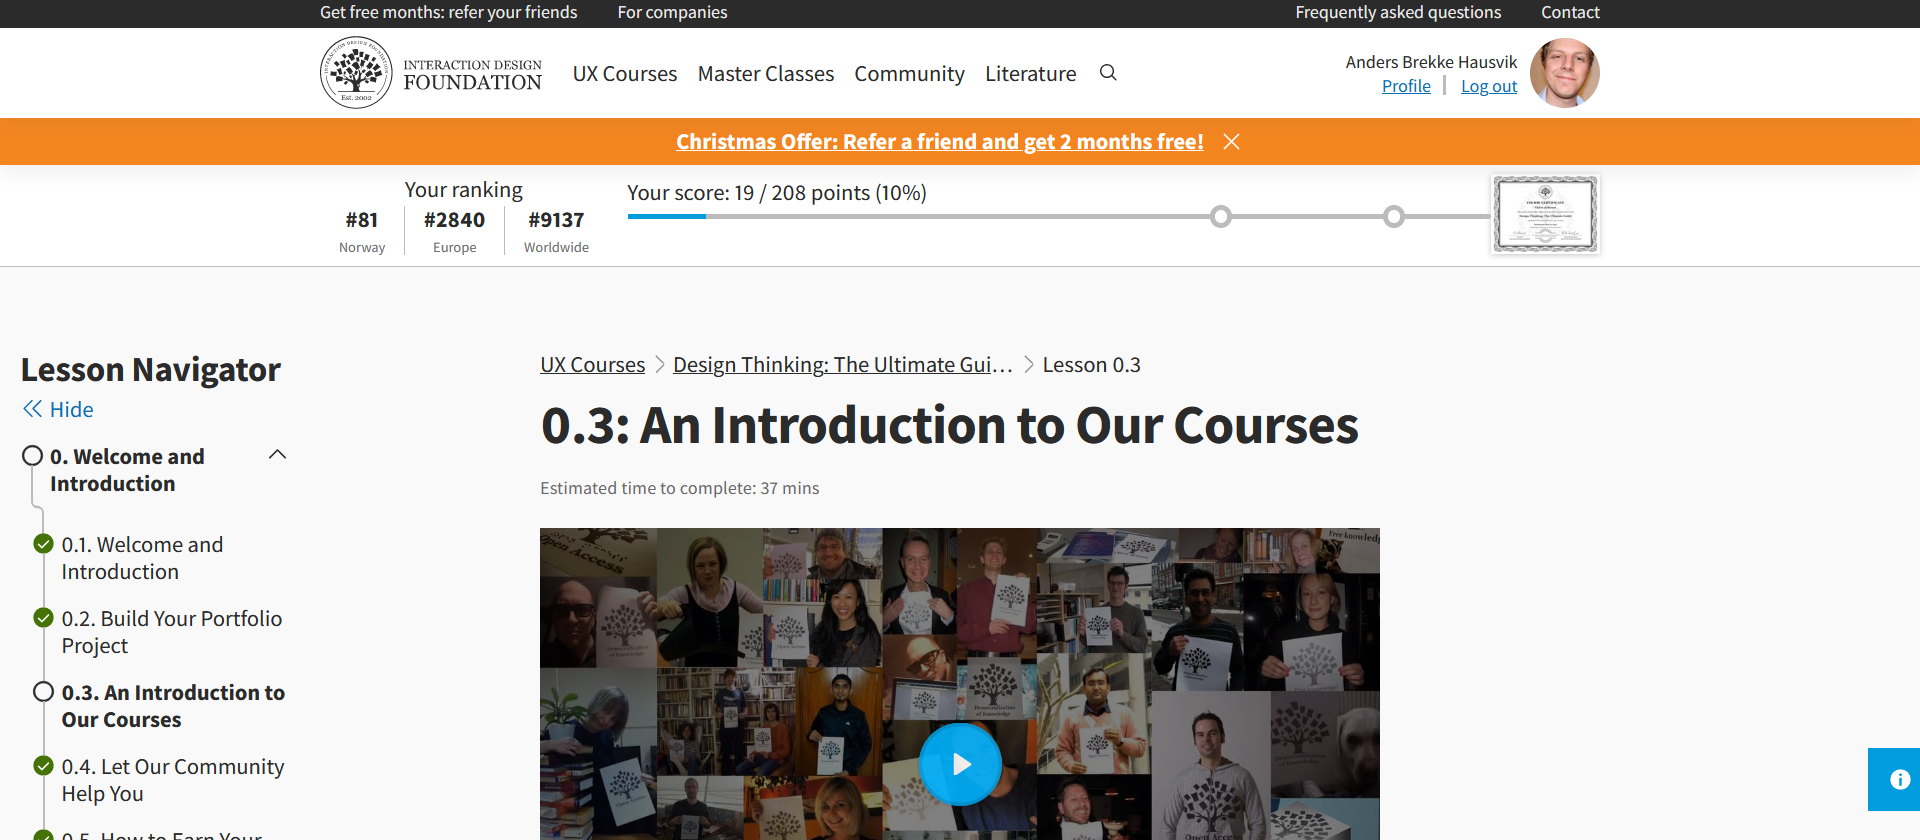 Get free months: refer your friends
For companies
Frequently asked questions
Contact
INTERACTION DESIGN
FOUNDATION
Est. 2002
UX Courses
Master Classes
Community
Literature
Anders Brekke Hausvik
Profile
Log out
Christmas Offer: Refer a friend and get 2 months free!
Your ranking
#81
Norway
#2840
Europe
#9137
Worldwide
Your score: 19 / 208 points (10%)
Lesson Navigator
Hide
0. Welcome and
Introduction
0.1. Welcome and
Introduction
0.2. Build Your Portfolio
Project
0.3. An Introduction to
Our Courses
0.4. Let Our Community
Help You
0.5. How to Earn Your
UX Courses
Design Thinking: The Ultimate Gui...
Lesson 0.3
0.3: An Introduction to Our Courses
Estimated time to complete: 37 mins